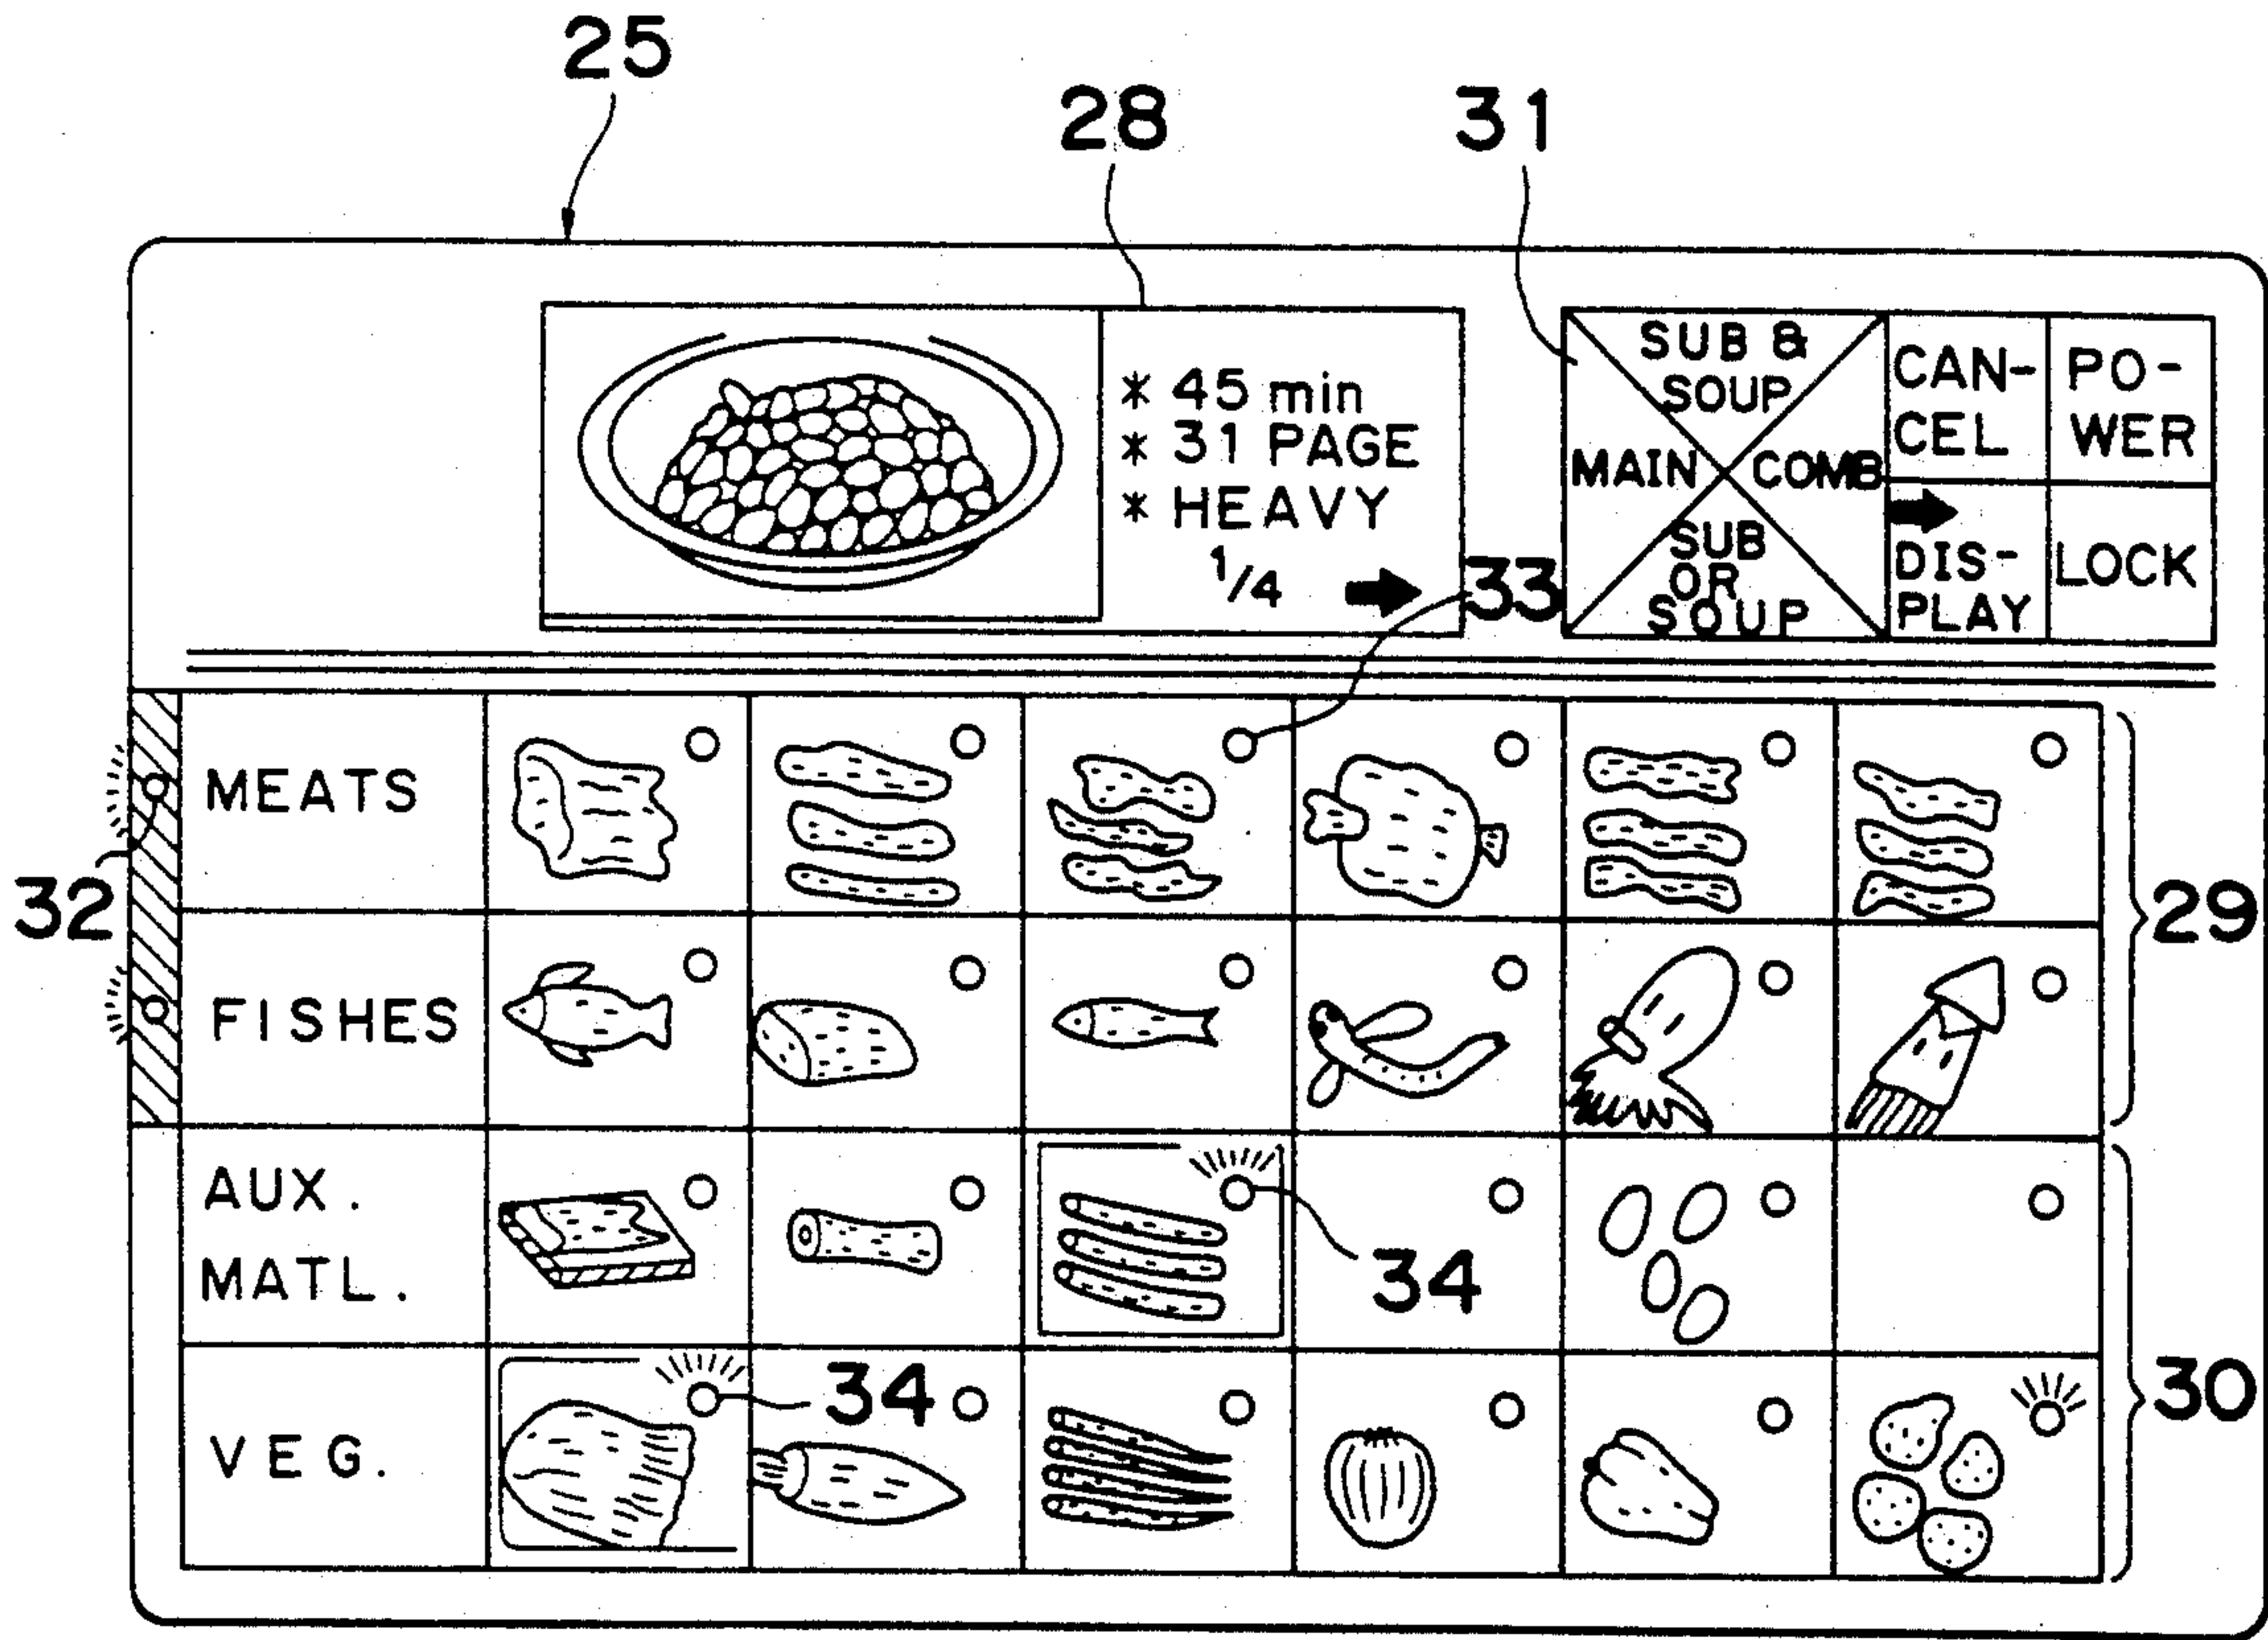 25
28
31
* 45 min
* 31 PAGE
* HEAVY
1/4
33
SUB &
SOUP
MAIN
COMB
SUB
OR
SOUP
CAN-
CEL
PO-
WER
DIS-
PLAY
LOCK
MEATS
32
29
FISHES
AUX.
MATL.
34
VEG.
34
30